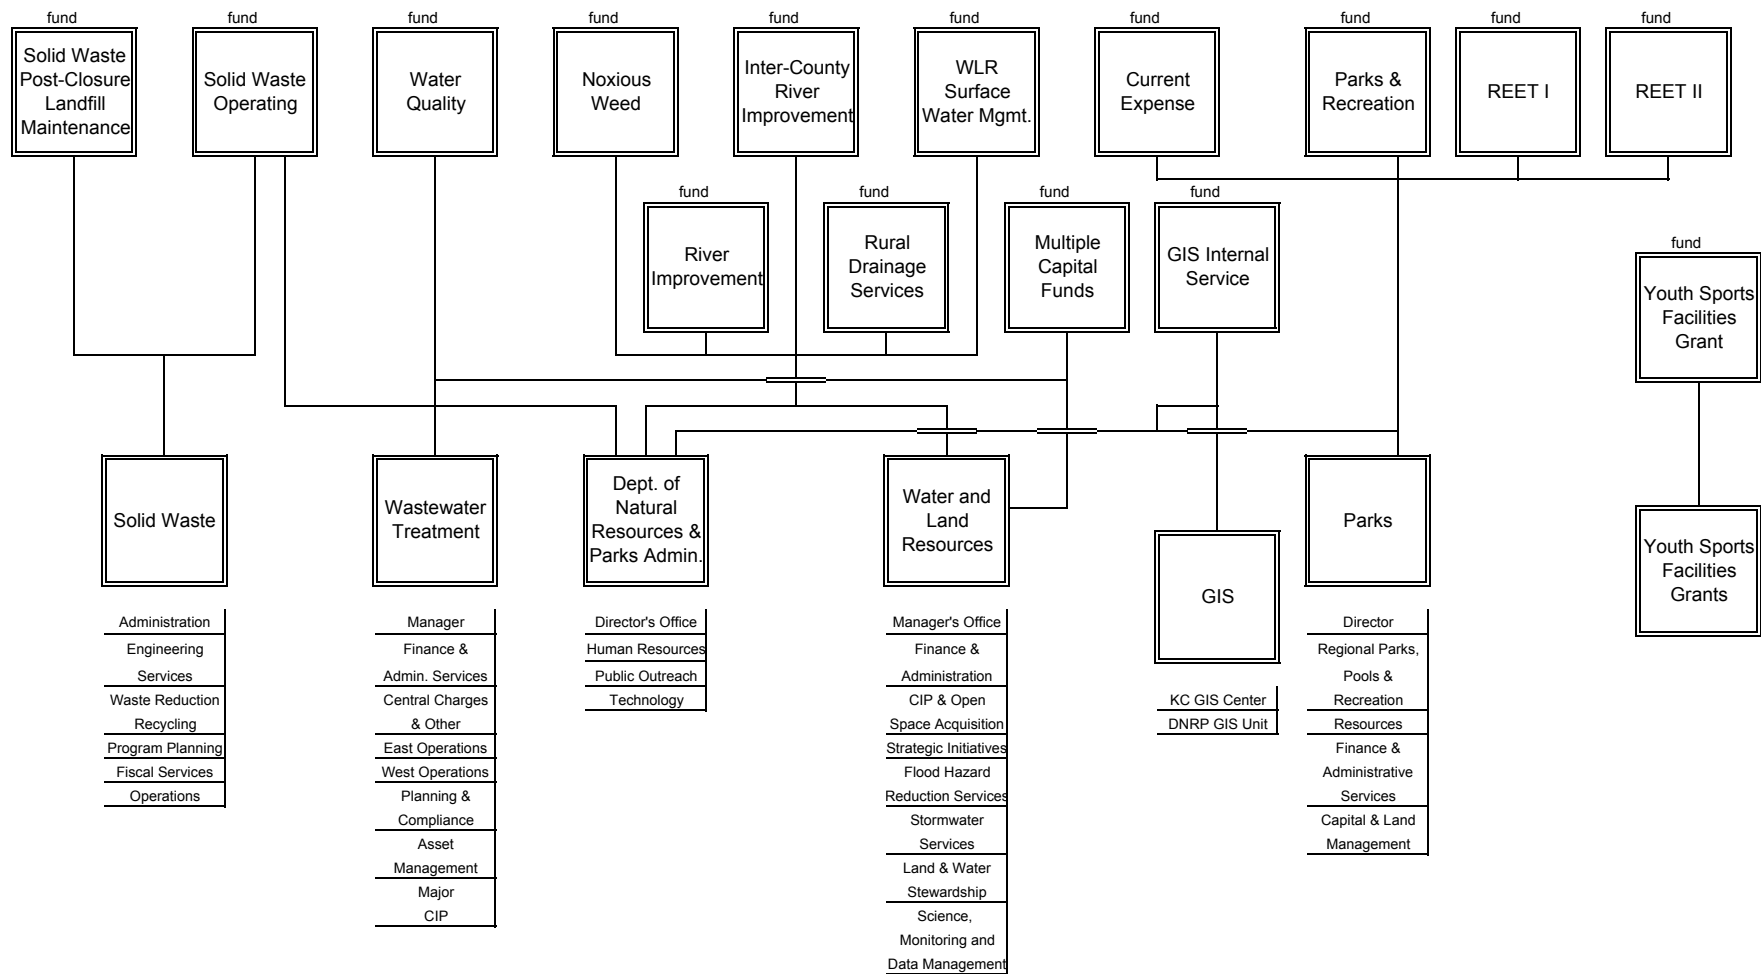 fund
Solid Waste
Post-Closure
Landfill
Maintenance
fund
Solid Waste
Operating
fund
Water
Quality
fund
Noxious
Weed
fund
Inter-County
River
Improvement
fund
WLR
Surface
Water Mgmt.
fund
Current
Expense
fund
Parks &
Recreation
fund
REET I
fund
REET II
fund
River
Improvement
fund
Rural
Drainage
Services
fund
Multiple
Capital
Funds
fund
GIS Internal
Service
fund
Youth Sports
Facilities
Grant
Solid Waste
Administration
Engineering
Services
Waste Reduction
Recycling
Program Planning
Fiscal Services
Operations
Wastewater
Treatment
Manager
Finance &
Admin. Services
Central Charges
& Other
East Operations
West Operations
Planning &
Compliance
Asset
Management
Major
CIP
Dept. of
Natural
Resources &
Parks Admin.
Director's Office
Human Resources
Public Outreach
Technology
Water and
Land
Resources
Manager's Office
Finance &
Administration
CIP & Open
Space Acquisition
Strategic Initiatives
Flood Hazard
Reduction Services
Stormwater
Services
Land & Water
Stewardship
Science,
Monitoring and
Data Management
GIS
KC GIS Center
DNRP GIS Unit
Parks
Director
Regional Parks,
Pools &
Recreation
Resources
Finance &
Administrative
Services
Capital & Land
Management
Youth Sports
Facilities
Grants